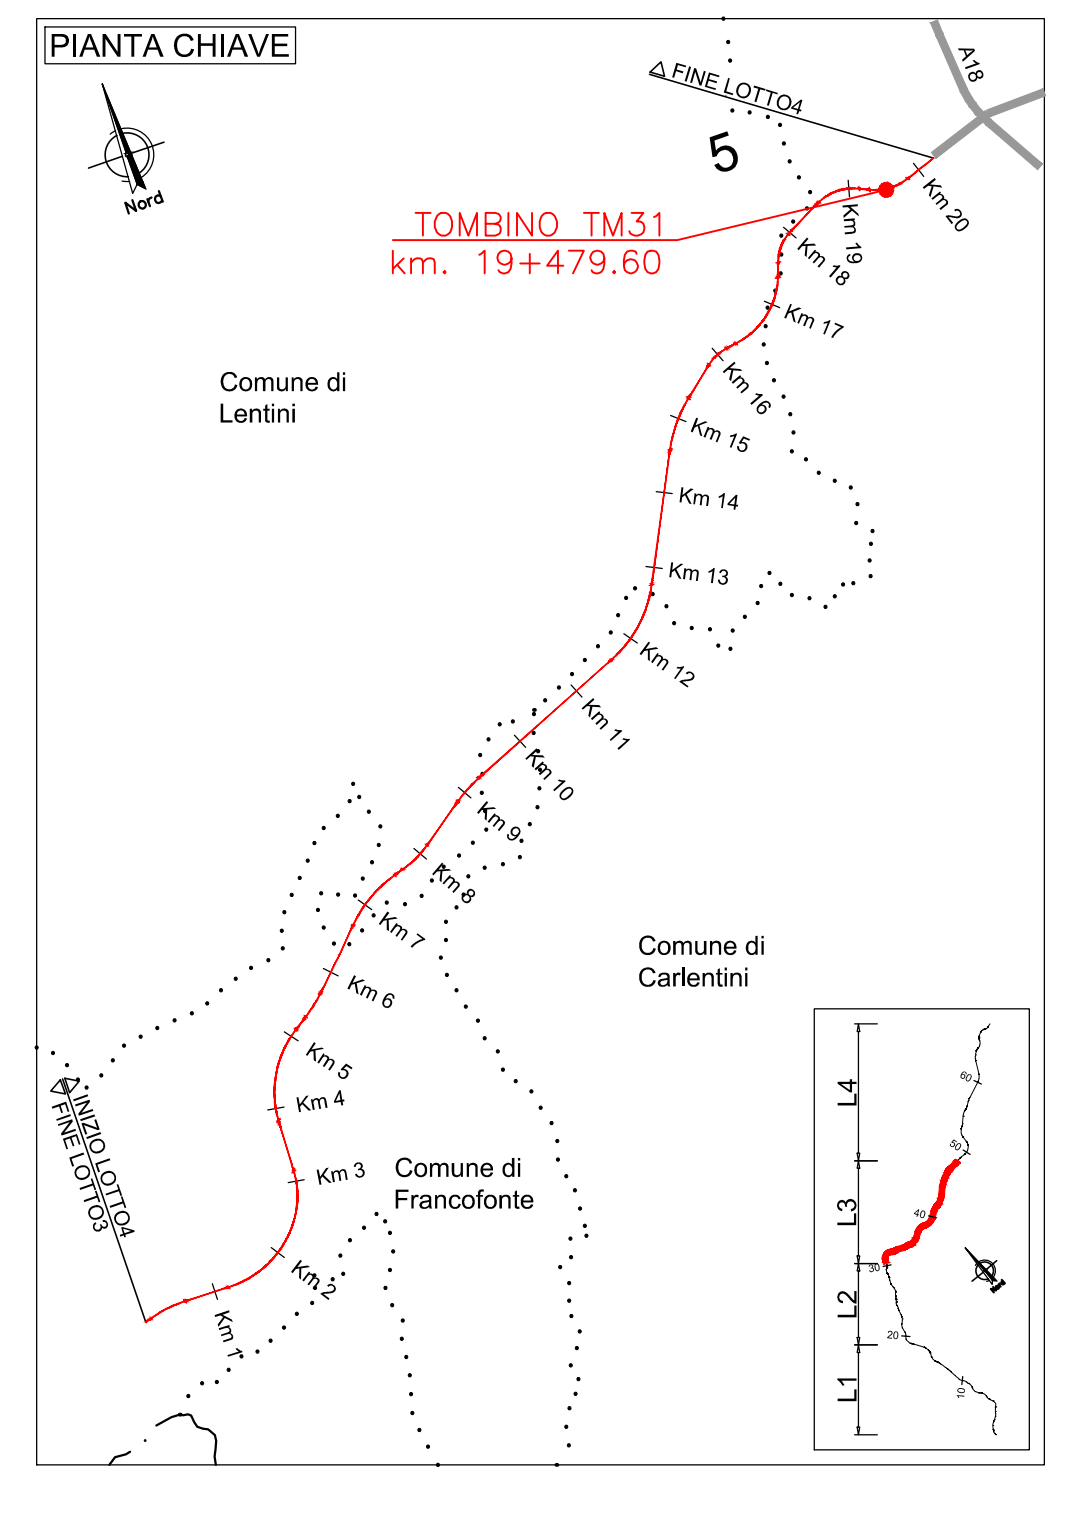 PIANTA CHIAVE
A18
FINE LOTTO4
5
Nord
TOMBINO TM31
km. 19+479.60
Km 20
Km 19
Km 18
Km 17
Km 16
Km 15
Km 14
Km 13
Km 12
Km 11
Km 10
Km 9
Km 8
Km 7
Km 6
Km 5
Km 4
Km 3
Km 2
Km 1
Comune di
Lentini
Comune di
Carlentini
Comune di
Francofonte
INIZIO LOTTO4
FINE LOTTO3
L4
L3
L2
L1
60
50
40
30
20
10